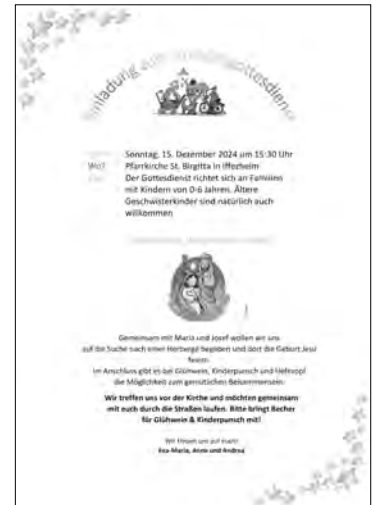 Einladung zum gottesdienst
Sonntag, 15. Dezember 2024 um 15:30 Uhr
Wo? Pfarrkirche St. Birgitta in Iffezheim
Der Gottesdienst richtet sich an Familien
mit Kindern von 0-6 Jahren. Ältere
Geschwisterkinder sind natürlich auch
willkommen
Gemeinsam mit Maria und Josef wollen wir uns
auf die Suche nach einer Herberge begeben und dort die Geburt Jesu
feiern.
Im Anschluss gibt es bei Glühwein, Kinderpunsch und Hefezopf
die Möglichkeit zum gemütlichen Beisammensein.
Wir treffen uns vor der Kirche und möchten gemeinsam
mit euch durch die Straßen laufen. Bitte bringt Becher
für Glühwein & Kinderpunsch mit!
Wir freuen uns auf euch!
Eva-Maria, Anne und Andrea